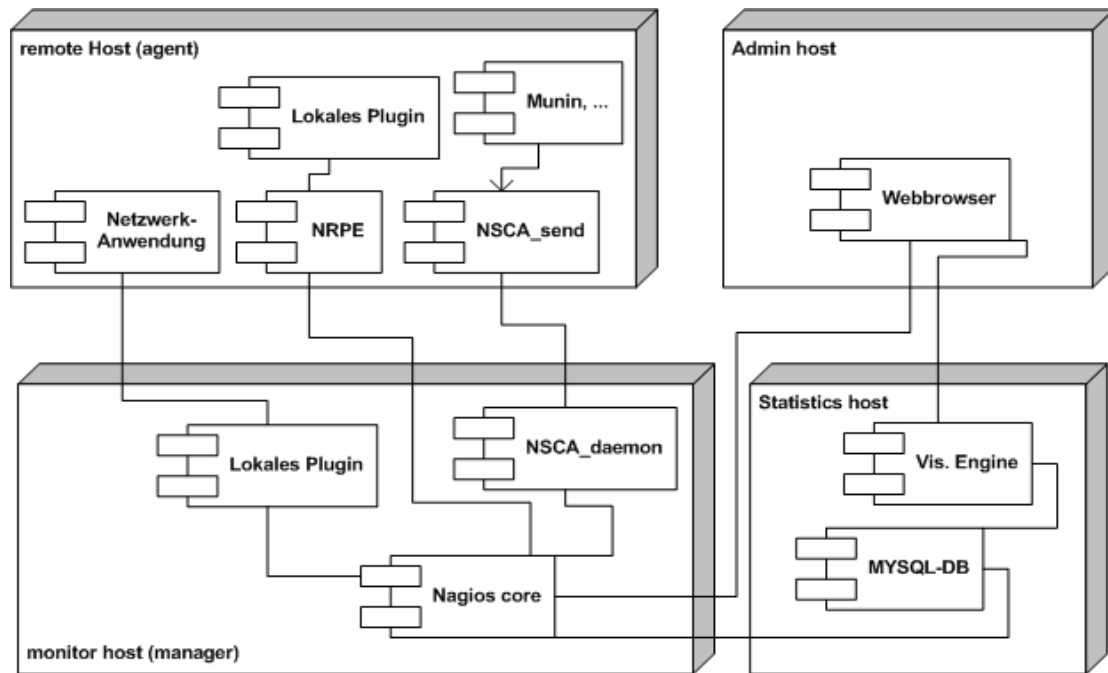 remote Host (agent)
Lokales Plugin
Munin, ...
Netzwerk-
Anwendung
NRPE
NSCA_send
Admin host
Webbrowser
monitor host (manager)
Lokales Plugin
NSCA_daemon
Nagios core
Statistics host
Vis. Engine
MYSQL-DB